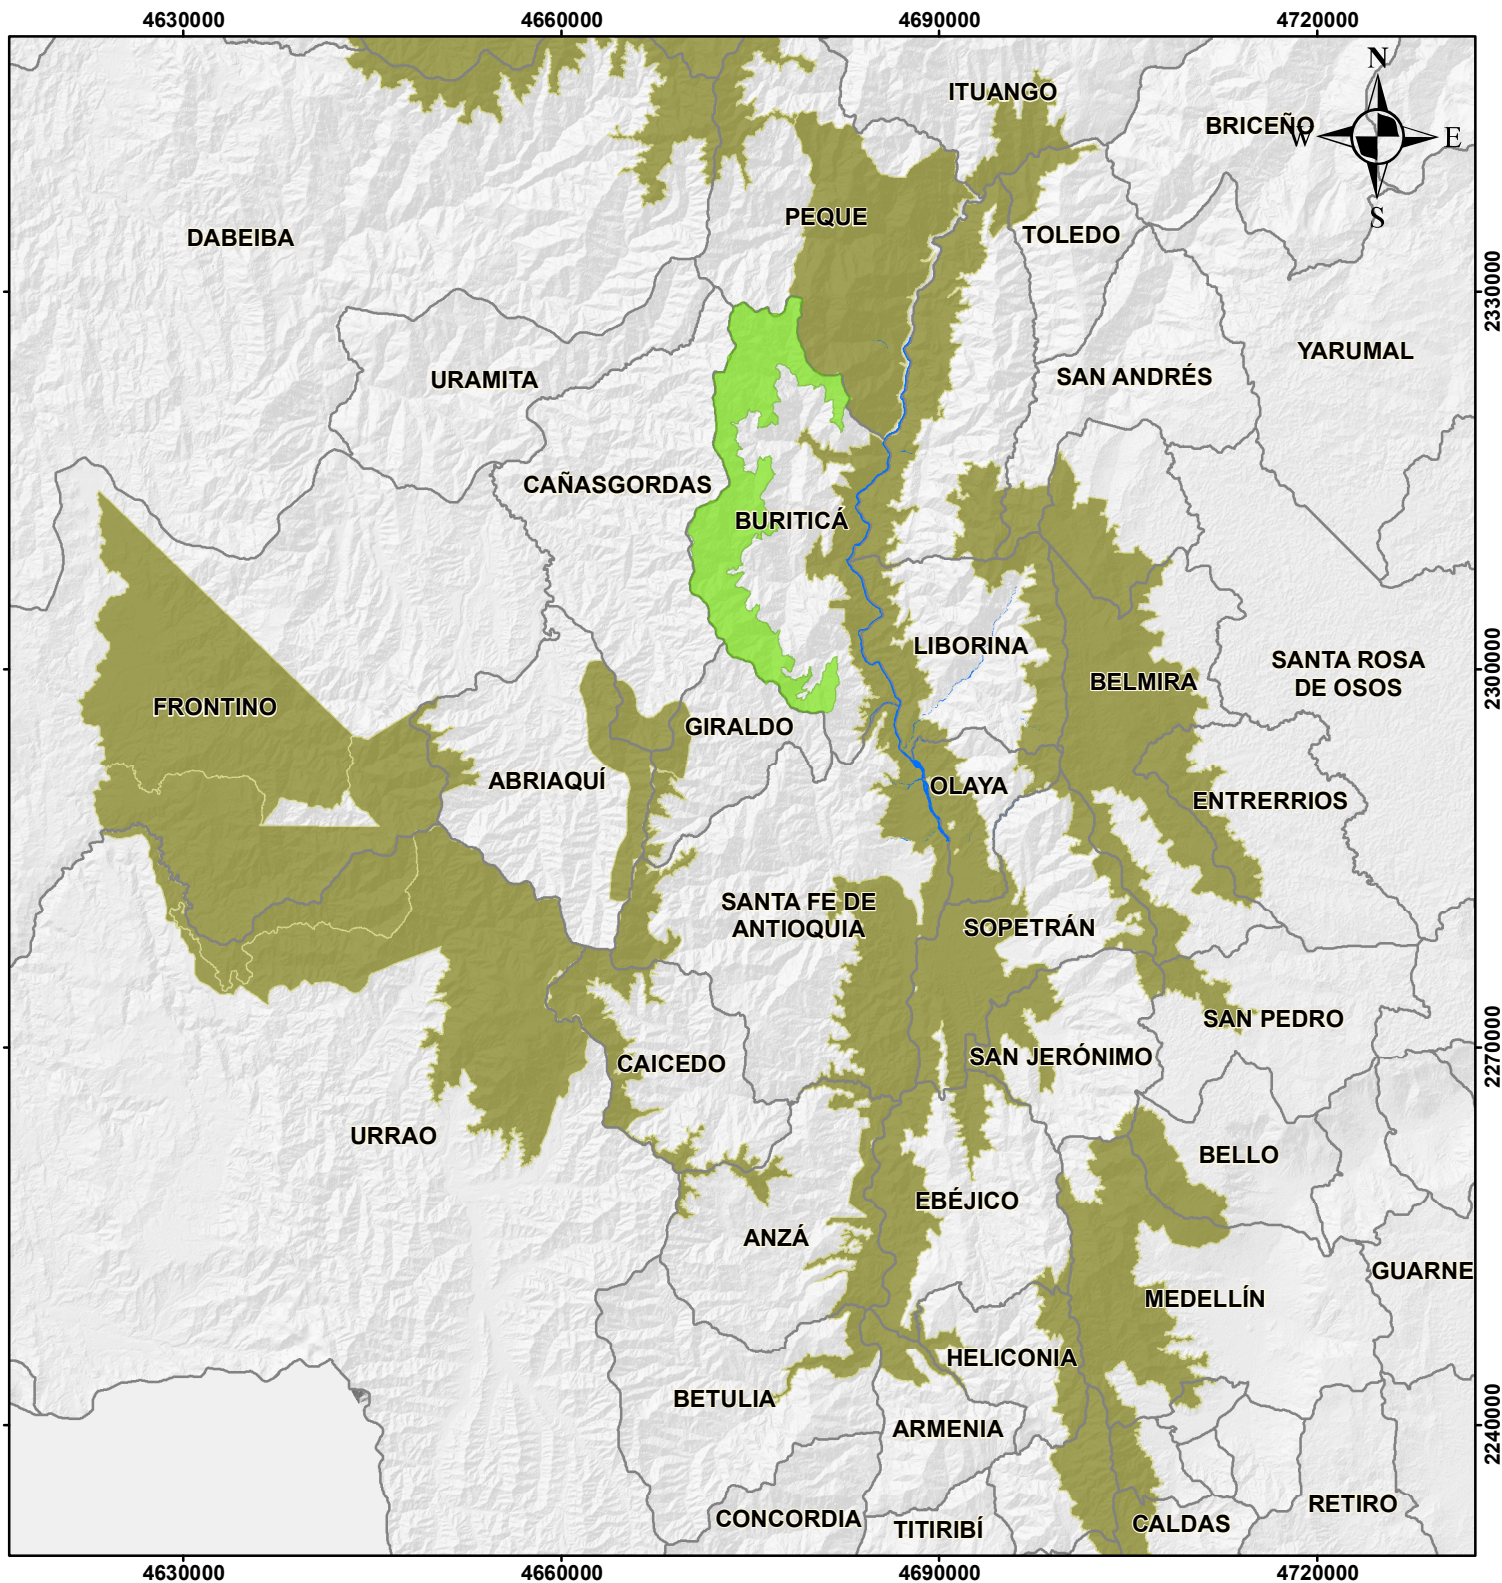 4630000
4660000
4690000
4720000
N
W
E
S
ITUANGO
BRICEÑO
PEQUE
DABEIBA
TOLEDO
2330000
YARUMAL
URAMITA
SAN ANDRÉS
CAÑASGORDAS
BURITICÁ
LIBORINA
SANTA ROSA
DE OSOS
BELMIRA
2300000
FRONTINO
GIRALDO
ABRIAQUÍ
OLAYA
ENTRERRIOS
SANTA FE DE
ANTIOQUIA
SOPETRÁN
SAN PEDRO
2270000
SAN JERÓNIMO
CAICEDO
URRAO
BELLO
EBÉJICO
ANZÁ
GUARNE
MEDELLÍN
HELICONIA
BETULIA
ARMENIA
2240000
RETIRO
CONCORDIA
TITIRIBÍ
CALDAS
4630000
4660000
4690000
4720000